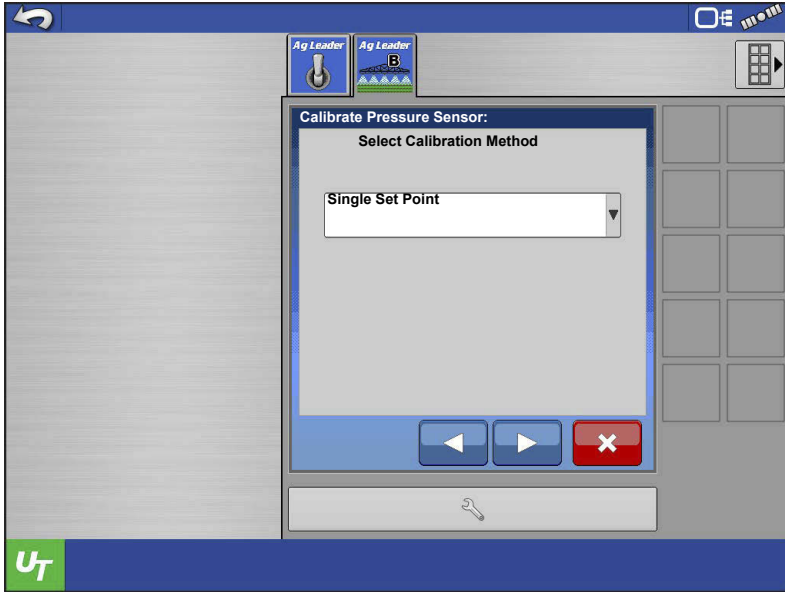 Ag Leader
Ag Leader
B
Calibrate Pressure Sensor:
Select Calibration Method
Single Set Point
UT